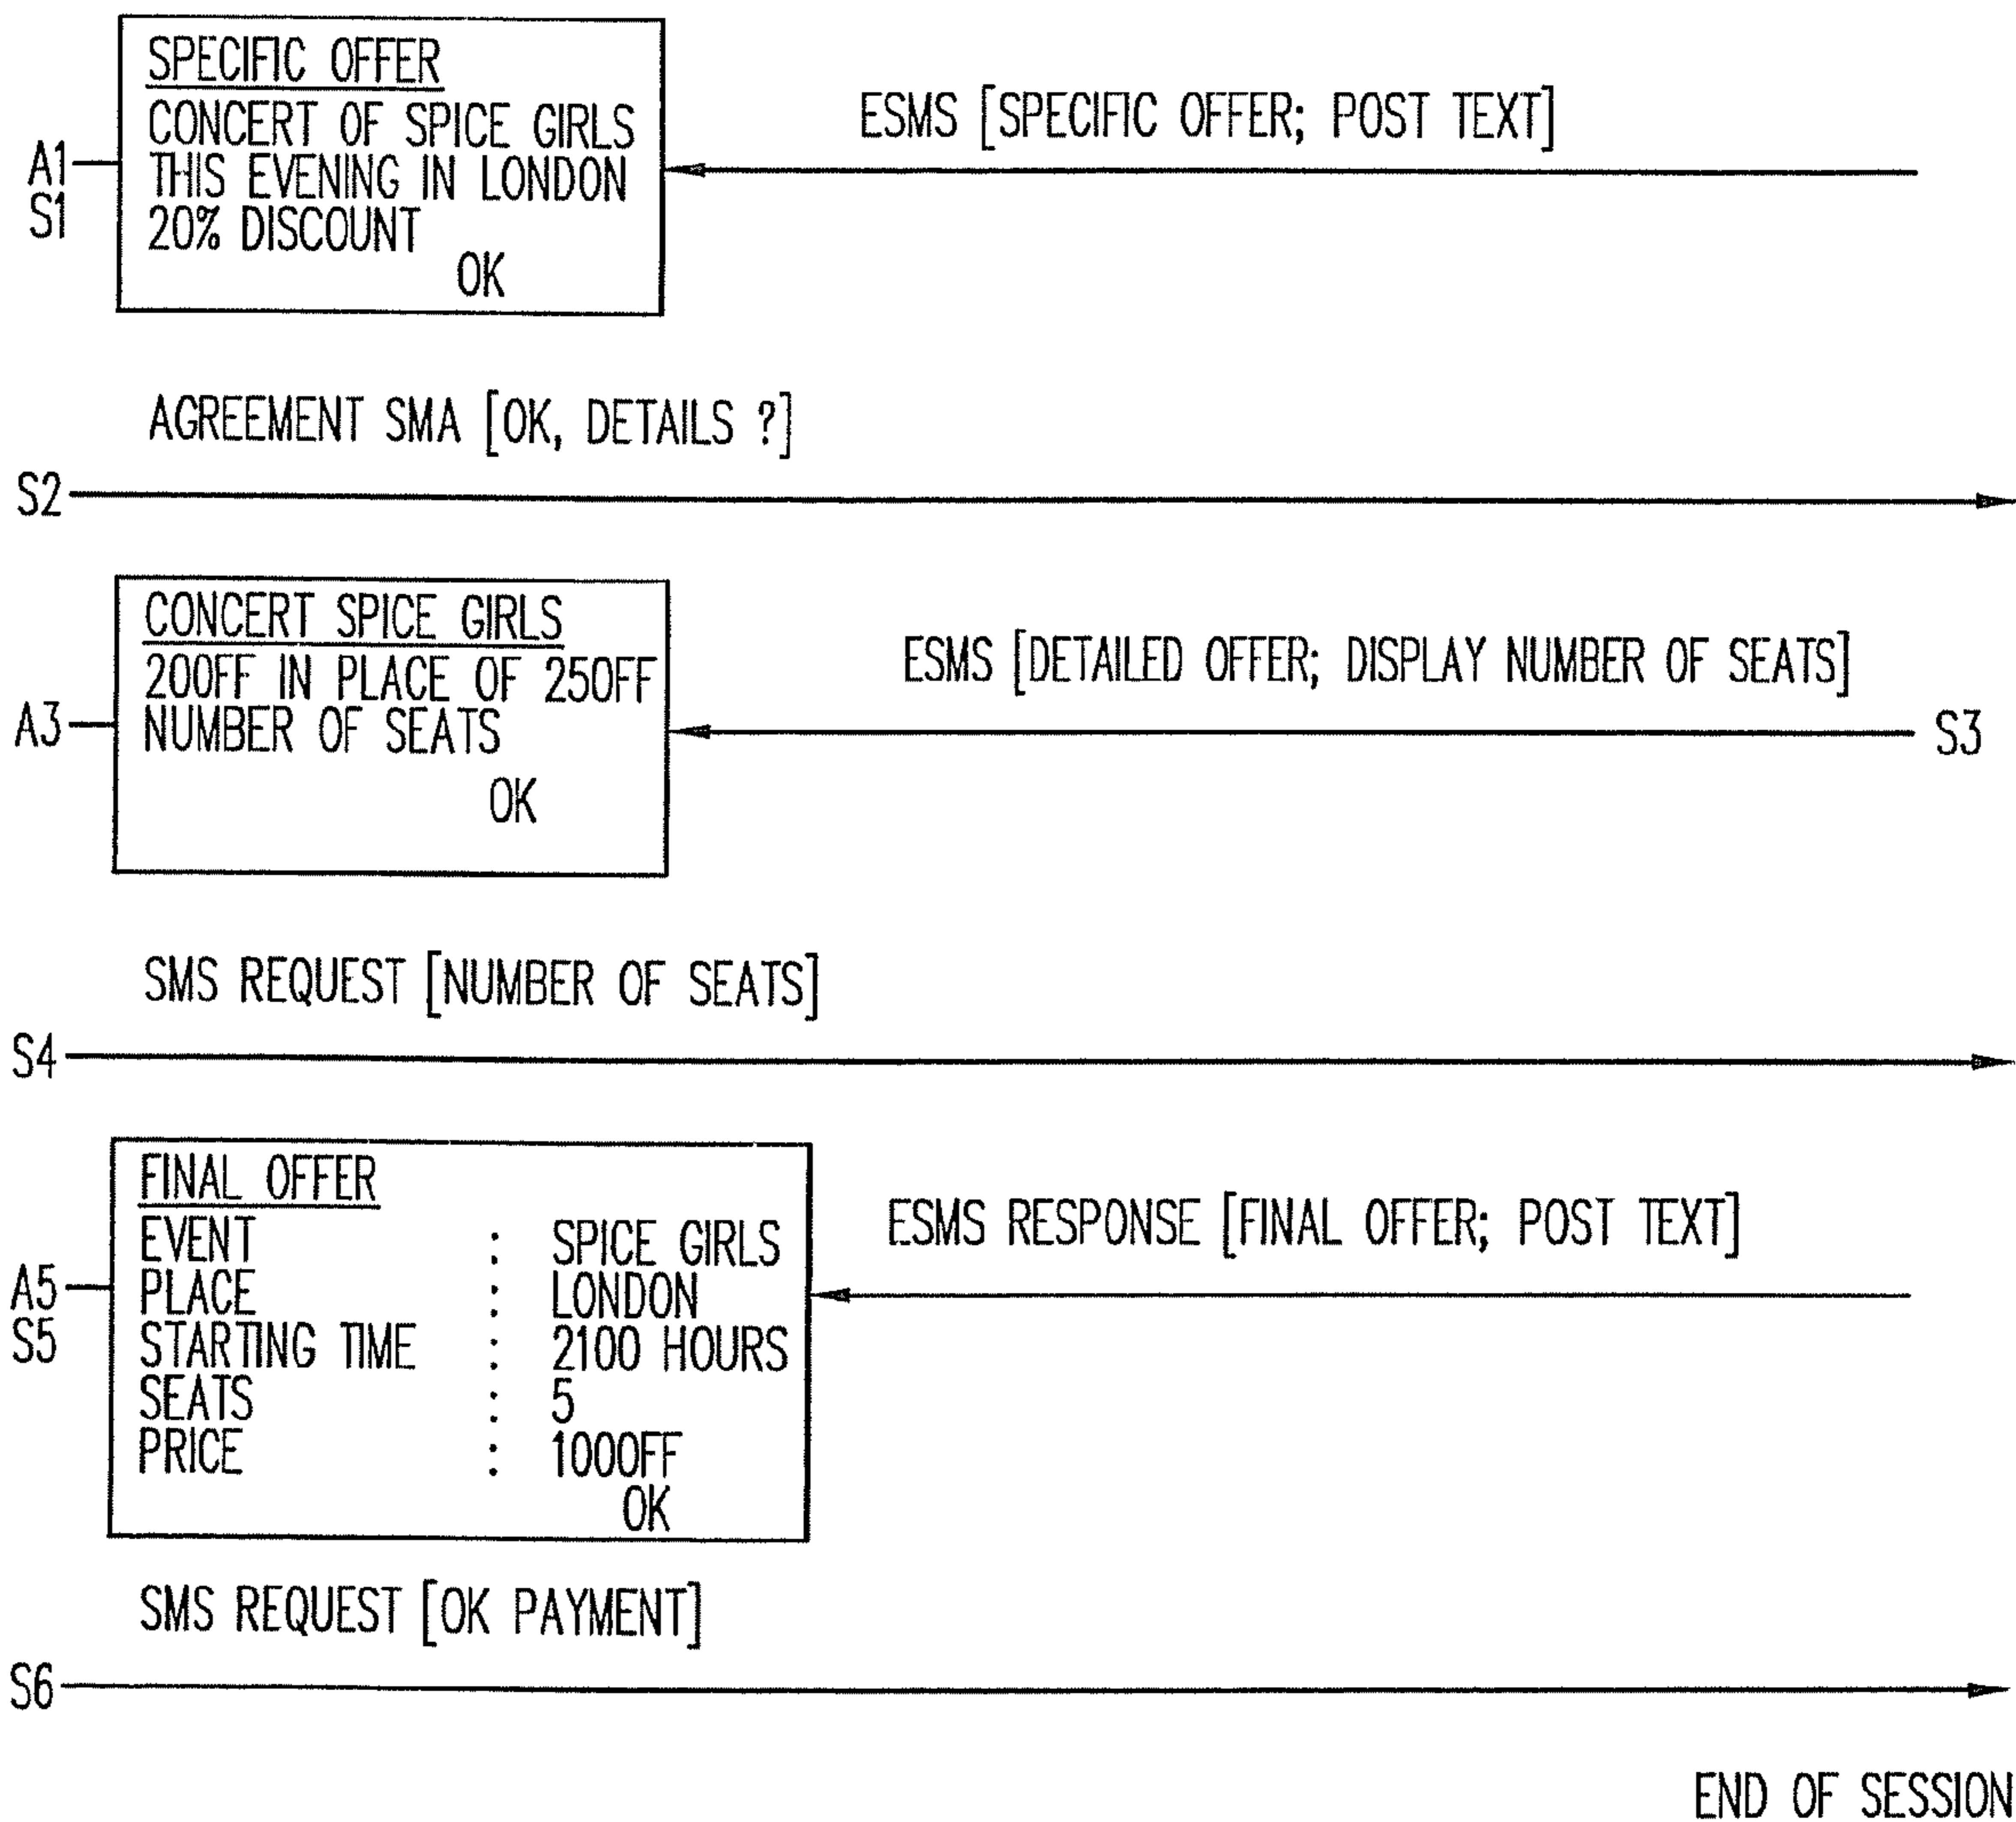 SPECIFIC OFFER
CONCERT OF SPICE GIRLS
THIS EVENING IN LONDON
20% DISCOUNT
OK
A1
S1
ESMS [SPECIFIC OFFER; POST TEXT]
AGREEMENT SMA [OK, DETAILS ?]
S2
CONCERT SPICE GIRLS
200FF IN PLACE OF 250FF
NUMBER OF SEATS
OK
A3
ESMS [DETAILED OFFER; DISPLAY NUMBER OF SEATS]
S3
SMS REQUEST [NUMBER OF SEATS]
S4
FINAL OFFER
EVENT : SPICE GIRLS
PLACE : LONDON
STARTING TIME : 2100 HOURS
SEATS : 5
PRICE : 1000FF
OK
A5
S5
ESMS RESPONSE [FINAL OFFER; POST TEXT]
SMS REQUEST [OK PAYMENT]
S6
END OF SESSION